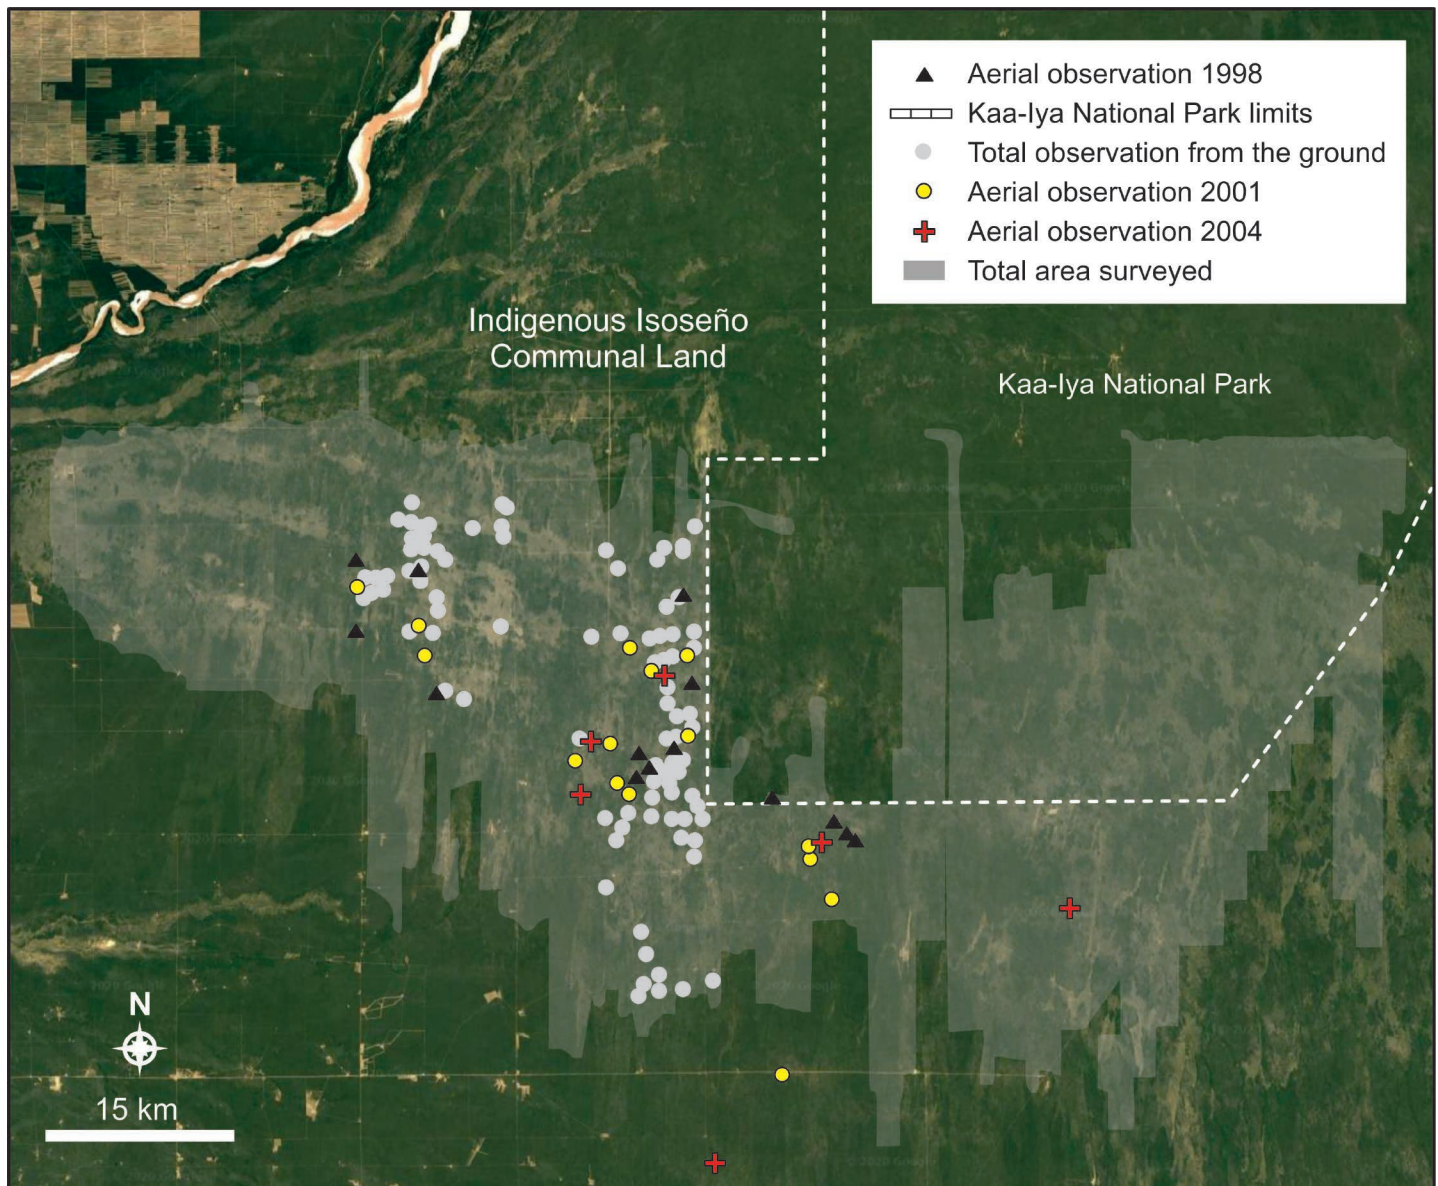 Aerial observation 1998
Kaa-Iya National Park limits
Total observation from the ground
Aerial observation 2001
Aerial observation 2004
Total area surveyed
Indigenous Isoseño
Communal Land
Kaa-Iya National Park
N
15 km